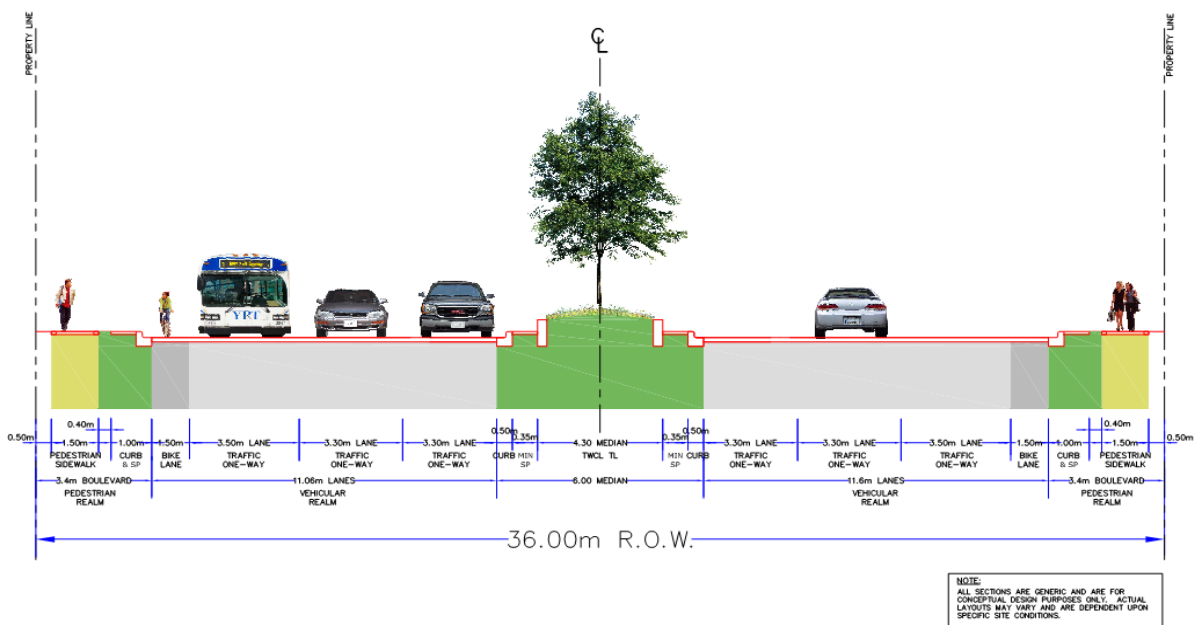 PROPERTY LINE
CL
PROPERTY LINE
YRT
0.50m
1.50m
0.40m
1.00m
1.50m
3.50m LANE
3.30m LANE
3.30m LANE
0.50m
0.35m
4.30 MEDIAN
0.35m
0.50m
3.30m LANE
3.30m LANE
3.50m LANE
1.50m
1.00m
0.40m
1.50m
0.50m
PEDESTRIAN
SIDEWALK
CURB
& SP
BIKE
LANE
TRAFFIC
ONE-WAY
TRAFFIC
ONE-WAY
TRAFFIC
ONE-WAY
CURB
MIN
SP
TWCL TL
MIN
SP
CURB
TRAFFIC
ONE-WAY
TRAFFIC
ONE-WAY
TRAFFIC
ONE-WAY
BIKE
LANE
CURB
& SP
PEDESTRIAN
SIDEWALK
3.4m BOULEVARD
PEDESTRIAN
REALM
11.06m LANES
VEHICULAR
REALM
6.00 MEDIAN
11.6m LANES
VEHICULAR
REALM
3.4m BOULEVARD
PEDESTRIAN
REALM
36.00m R.O.W.
NOTE:
ALL SECTIONS ARE GENERIC AND ARE FOR
CONCEPTUAL DESIGN PURPOSES ONLY. ACTUAL
LAYOUTS MAY VARY AND ARE DEPENDENT UPON
SPECIFIC SITE CONDITIONS.